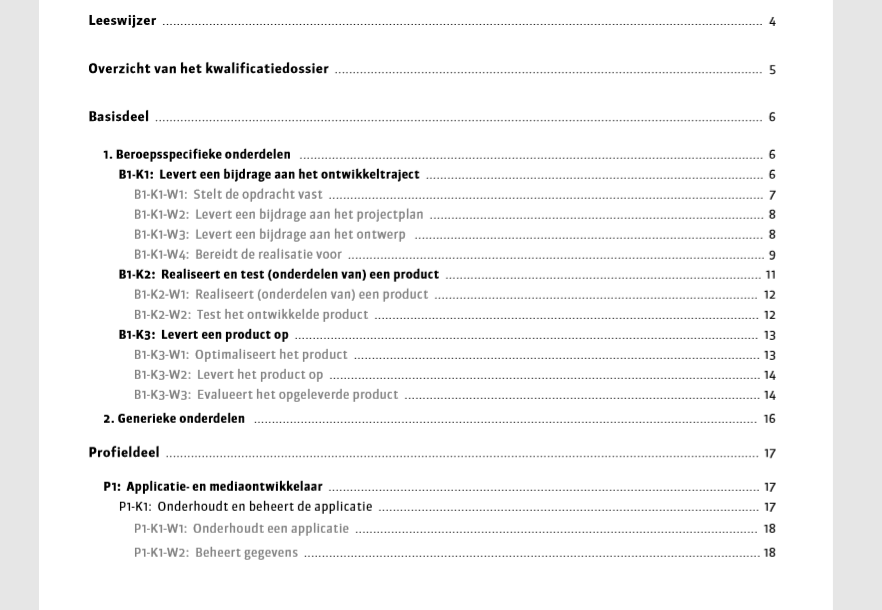 Leeswijzer 4
Overzicht van het kwalificatiedossier 5
Basisdeel 6
1. Beroepsspecifieke onderdelen 6
B1-K1: Levert een bijdrage aan het ontwikkeltraject 6
B1-K1-W1: Stelt de opdracht vast 7
B1-K1-W2: Levert een bijdrage aan het projectplan 8
B1-K1-W3: Levert een bijdrage aan het ontwerp 8
B1-K1-W4: Bereidt de realisatie voor 9
B1-K2: Realiseert en test (onderdelen van) een product 11
B1-K2-W1: Realiseert (onderdelen van) een product 12
B1-K2-W2: Test het ontwikkelde product 12
B1-K3: Levert een product op 13
B1-K3-W1: Optimaliseert het product 13
B1-K3-W2: Levert het product op 14
B1-K3-W3: Evalueert het opgeleverde product 14
2. Generieke onderdelen 16
Profieldeel 17
P1: Applicatie- en mediaontwikkelaar 17
P1-K1: Onderhoudt en beheert de applicatie 17
P1-K1-W1: Onderhoudt een applicatie 18
P1-K1-W2: Beheert gegevens 18